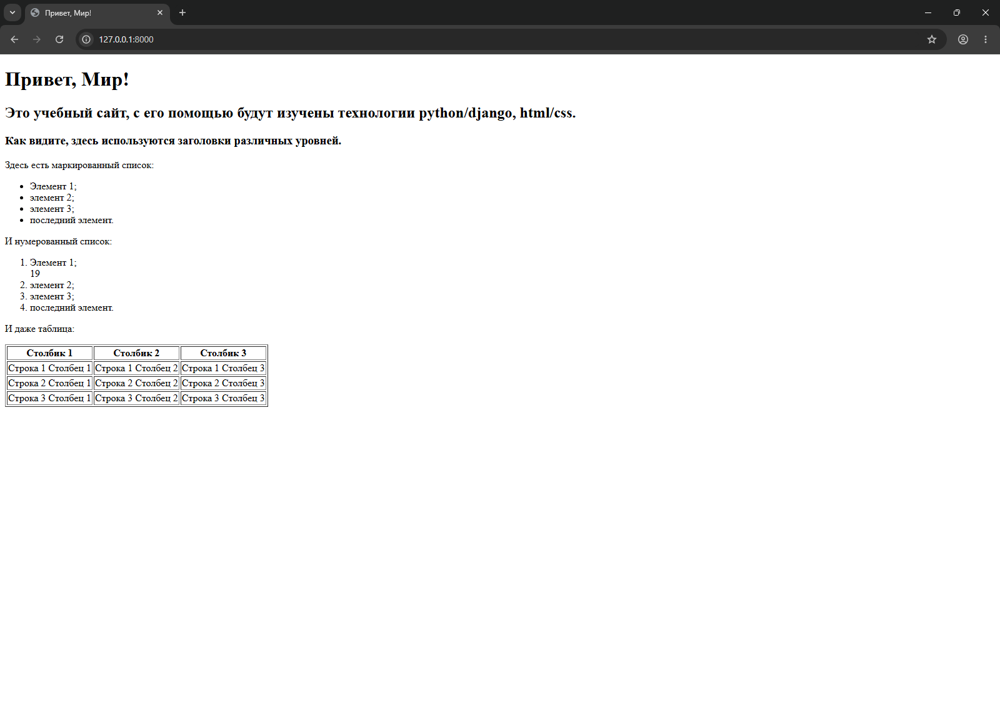 Привет, Мир!
127.0.0.1:8000
Привет, Мир!
Это учебный сайт, с его помощью будут изучены технологии python/django, html/css.
Как видите, здесь используются заголовки различных уровней.
Здесь есть маркированный список:
• Элемент 1;
• элемент 2;
• элемент 3;
• последний элемент.
И нумерованный список:
1. Элемент 1;
19
2. элемент 2;
3. элемент 3;
4. последний элемент.
И даже таблица:
Столбик 1 Столбик 2 Столбик 3
Строка 1 Столбец 1 Строка 1 Столбец 2 Строка 1 Столбец 3
Строка 2 Столбец 1 Строка 2 Столбец 2 Строка 2 Столбец 3
Строка 3 Столбец 1 Строка 3 Столбец 2 Строка 3 Столбец 3